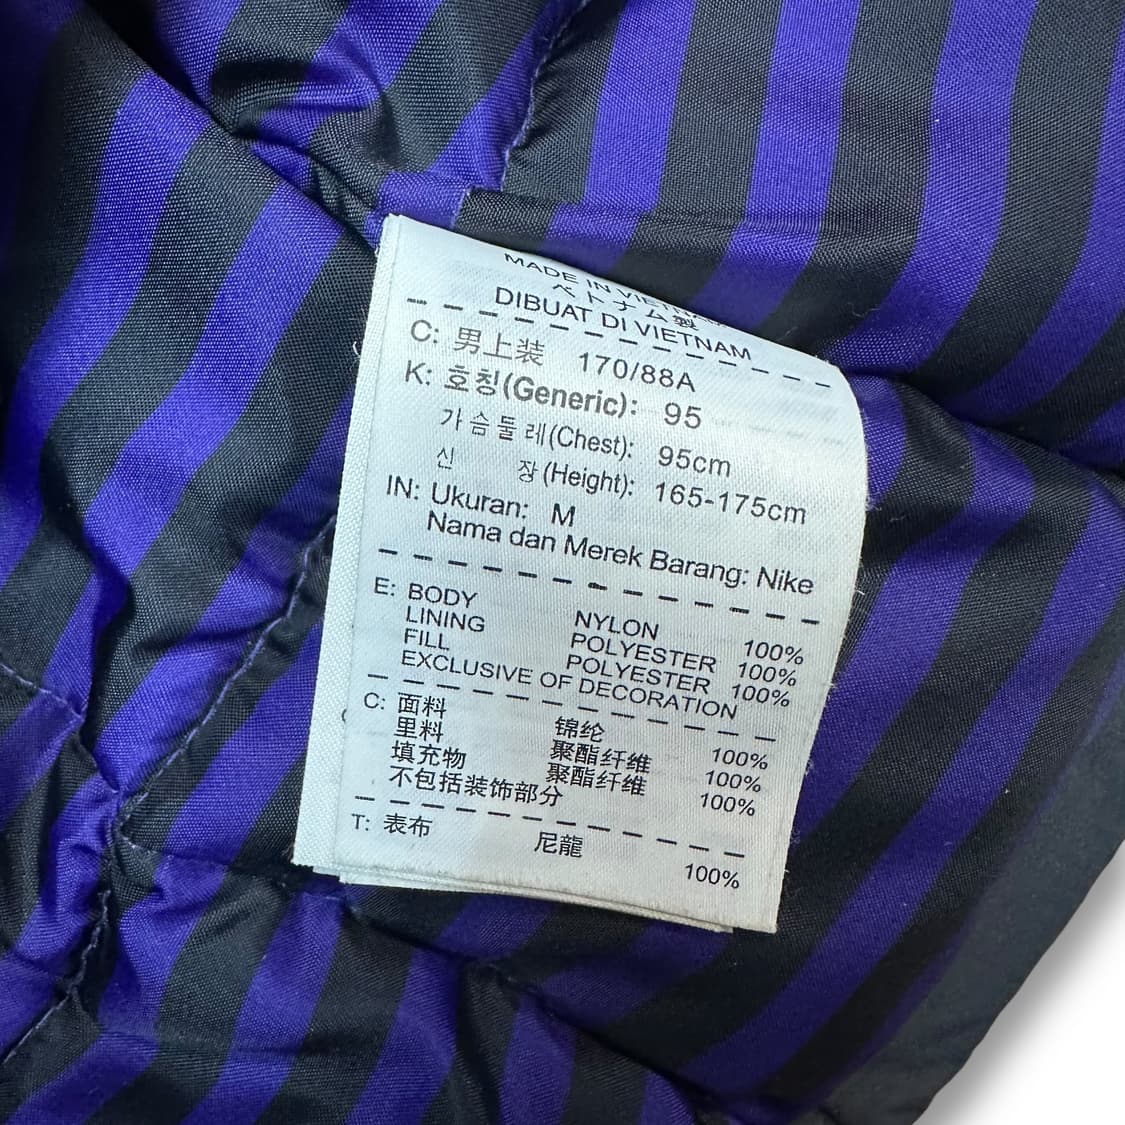 MADE IN VIETNAM
ベトナム製
DIBUAT DI VIETNAM
C: 男上装 170/88A
K: 호칭(Generic): 95
가슴둘레(Chest): 95cm
신 장(Height): 165-175cm
IN: Ukuran: M
Nama dan Merek Barang: Nike
E: BODY NYLON 100%
LINING POLYESTER 100%
FILL POLYESTER 100%
EXCLUSIVE OF DECORATION
C: 面料 锦纶 100%
里料 聚酯纤维 100%
填充物 聚酯纤维 100%
不包括装饰部分
T: 表布 尼龍 100%